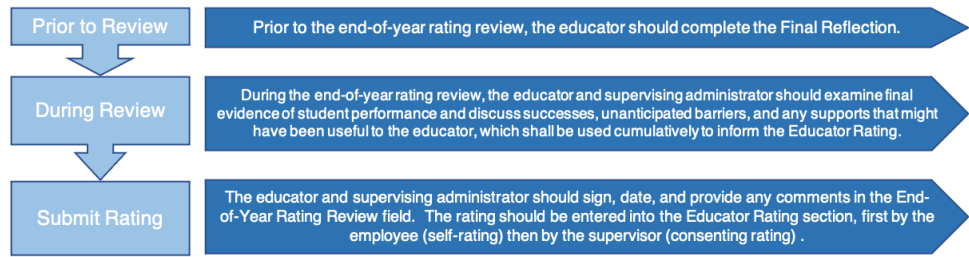 Prior to Review
Prior to the end-of-year rating review, the educator should complete the Final Reflection.
During Review
During the end-of-year rating review, the educator and supervising administrator should examine final
evidence of student performance and discuss successes, unanticipated barriers, and any supports that might
have been useful to the educator, which shall be used cumulatively to inform the Educator Rating.
Submit Rating
The educator and supervising administrator should sign, date, and provide any comments in the End-
of-Year Rating Review field.  The rating should be entered into the Educator Rating section, first by the
employee (self-rating) then by the supervisor (consenting rating) .